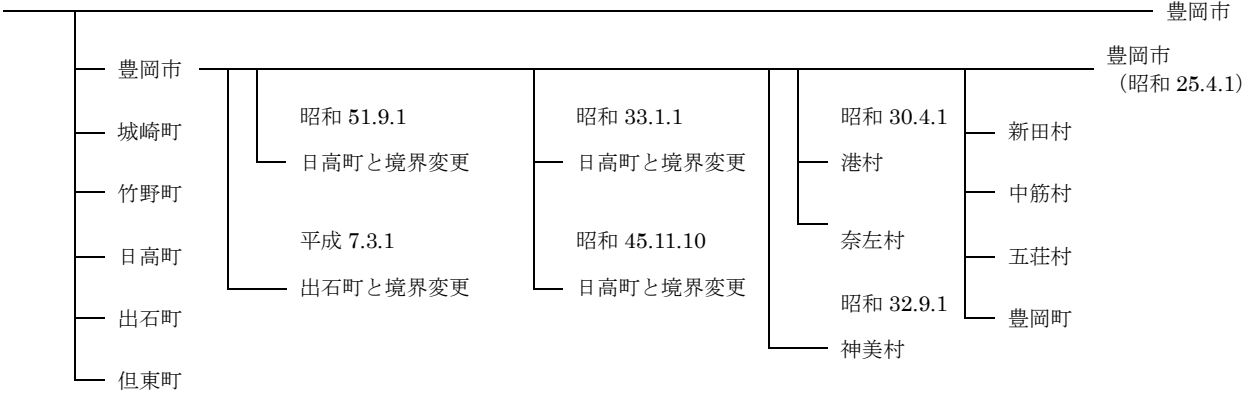 豊岡市
豊岡市
豊岡市
（昭和 25.4.1）
昭和 51.9.1
昭和 33.1.1
昭和 30.4.1
城崎町
新田村
日高町と境界変更
日高町と境界変更
港村
竹野町
中筋村
平成 7.3.1
昭和 45.11.10
奈左村
日高町
五荘村
出石町と境界変更
日高町と境界変更
昭和 32.9.1
出石町
豊岡町
神美村
但東町